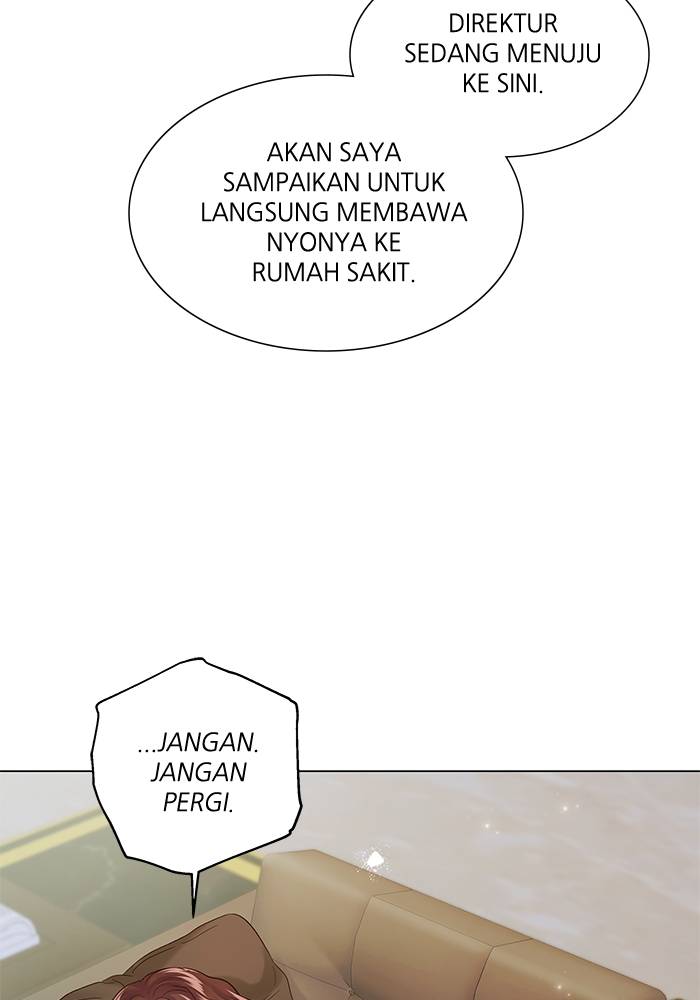 DIREKTUR
SEDANG MENUJU
KE SINI.
AKAN SAYA
SAMPAIKAN UNTUK
LANGSUNG MEMBAWA
NYONYA KE
RUMAH SAKIT.
...JANGAN.
JANGAN
PERGI.